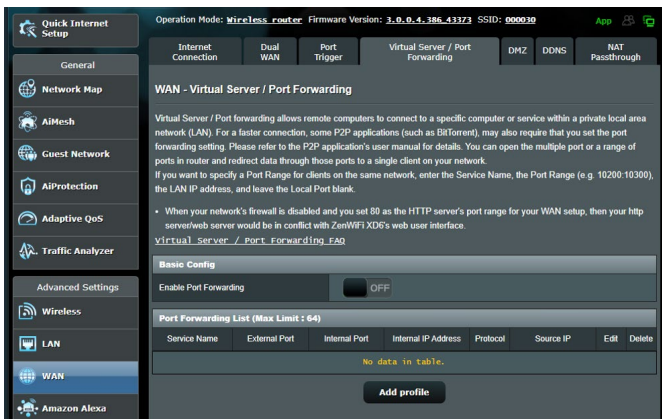 Quick Internet
Setup
General
Network Map
AiMesh
Guest Network
AiProtection
Adaptive QoS
Traffic Analyzer
Advanced Settings
Wireless
LAN
WAN
Amazon Alexa
Operation Mode: Wireless router Firmware Version: 3.0.0.4.386_43373 SSID: 000030
App
Internet
Connection
Dual
WAN
Port
Trigger
Virtual Server / Port
Forwarding
DMZ
DDNS
NAT
Passthrough
WAN - Virtual Server / Port Forwarding
Virtual Server / Port forwarding allows remote computers to connect to a specific computer or service within a private local area
network (LAN). For a faster connection, some P2P applications (such as BitTorrent), may also require that you set the port
forwarding setting. Please refer to the P2P application's user manual for details. You can open the multiple port or a range of
ports in router and redirect data through those ports to a single client on your network.
If you want to specify a Port Range for clients on the same network, enter the Service Name, the Port Range (e.g. 10200:10300),
the LAN IP address, and leave the Local Port blank.
• When your network's firewall is disabled and you set 80 as the HTTP server's port range for your WAN setup, then your http
server/web server would be in conflict with ZenWiFi XD6's web user interface.
Virtual Server / Port Forwarding FAQ
Basic Config
Enable Port Forwarding
OFF
Port Forwarding List (Max Limit : 64)
Service Name External Port Internal Port Internal IP Address Protocol Source IP Edit Delete
No data in table.
Add profile